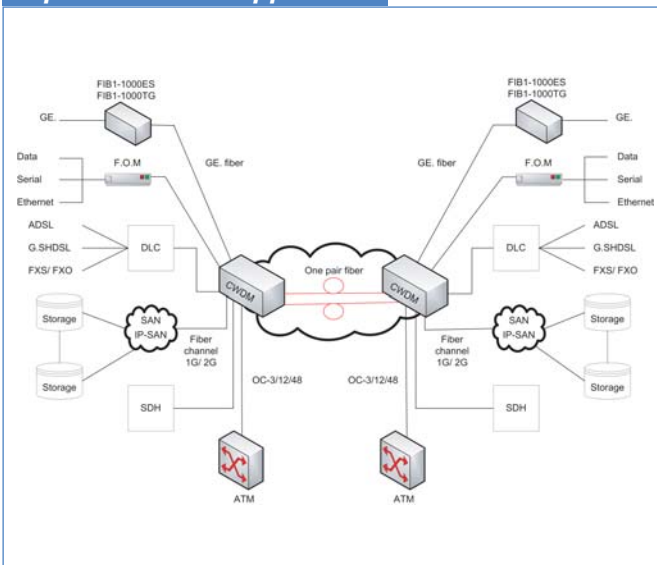 FIB1-1000ES
FIB1-1000TG
GE.
GE. fiber
Data
Serial
Ethernet
F.O.M
ADSL
G.SHDSL
FXS/ FXO
DLC
CWDM
Storage
Storage
SAN
IP-SAN
Fiber
channel
1G/ 2G
SDH
OC-3/12/48
ATM
One pair fiber
FIB1-1000ES
FIB1-1000TG
GE.
GE. fiber
F.O.M
Data
Serial
Ethernet
CWDM
DLC
ADSL
G.SHDSL
FXS/ FXO
Fiber
channel
1G/ 2G
SAN
IP-SAN
Storage
Storage
OC-3/12/48
SDH
ATM